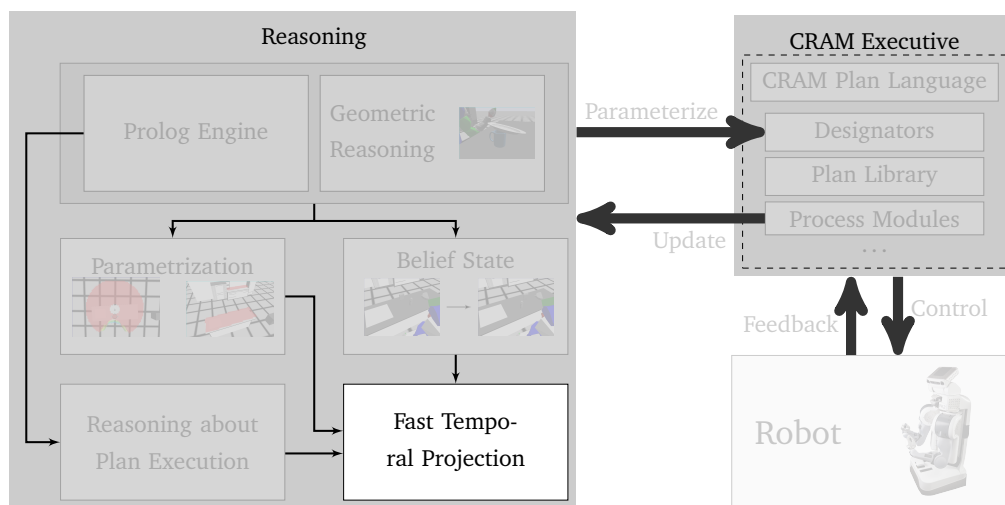 Reasoning
Prolog Engine
Geometric
Reasoning
Parametrization
Belief State
Reasoning about
Plan Execution
Fast Tempo-
ral Projection
Parameterize
Update
CRAM Executive
CRAM Plan Language
Designators
Plan Library
Process Modules
...
Feedback
Control
Robot